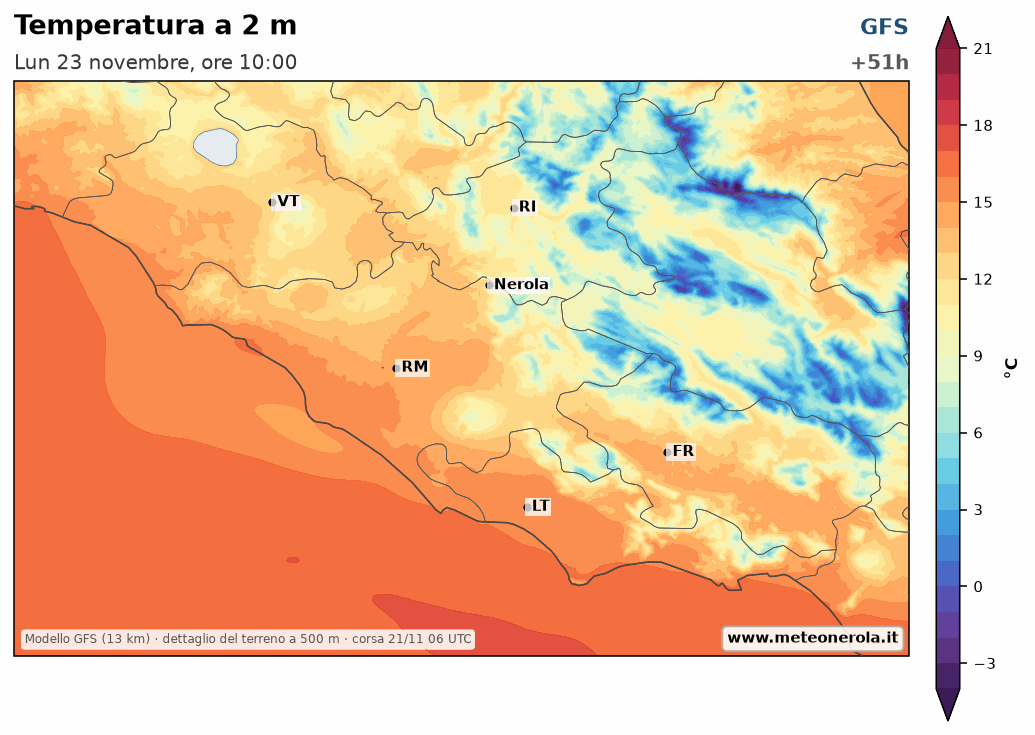 Temperatura a 2 m
GFS
Lun 23 novembre, ore 10:00
+51h
VT
RI
Nerola
RM
FR
LT
Modello GFS (13 km) · dettaglio del terreno a 500 m · corsa 21/11 06 UTC
www.meteonerola.it
21
18
15
12
9
6
3
0
−3
°C